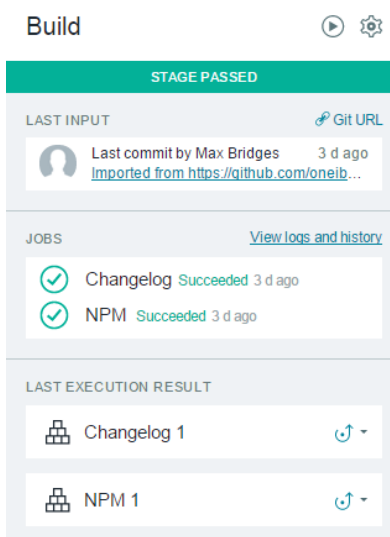 Build
STAGE PASSED
LAST INPUT Git URL
Last commit by Max Bridges 3 d ago
Imported from https://github.com/oneib...
JOBS View logs and history
Changelog Succeeded 3 d ago
NPM Succeeded 3 d ago
LAST EXECUTION RESULT
Changelog 1
NPM 1